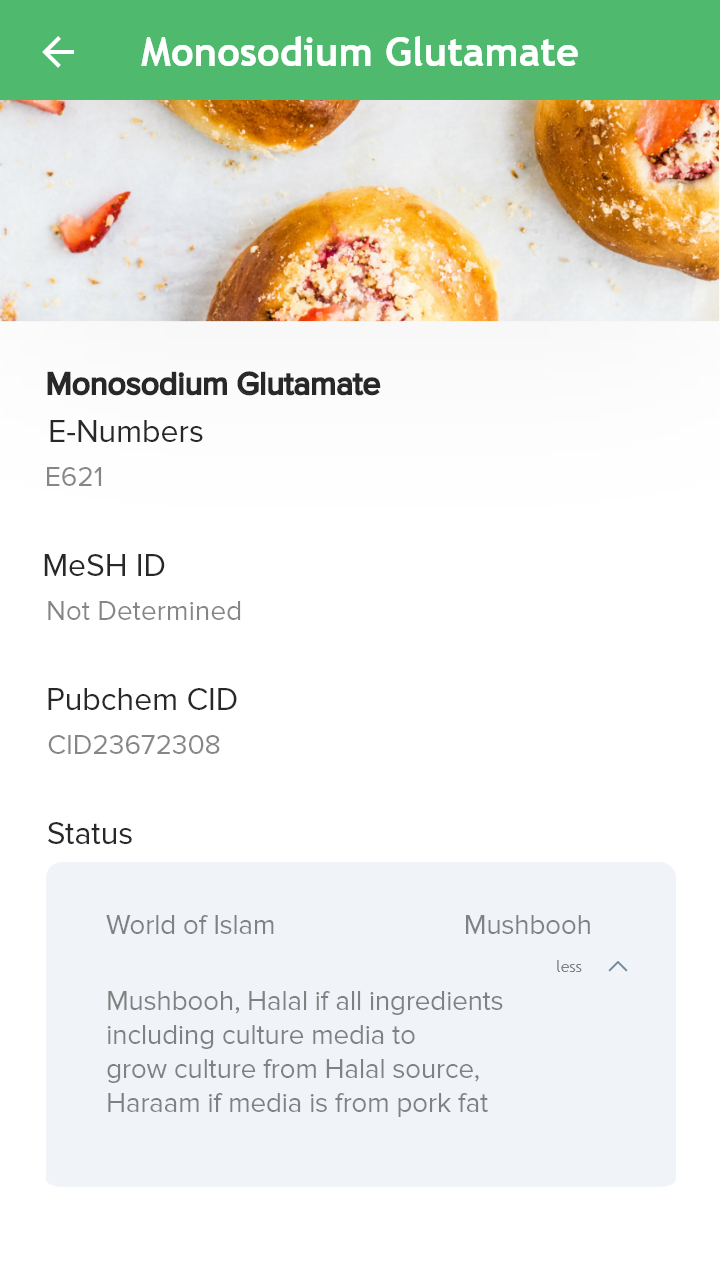 Monosodium Glutamate
Monosodium Glutamate
E-Numbers
E621
MeSH ID
Not Determined
Pubchem CID
CID23672308
Status
World of Islam Mushbooh
less
Mushbooh, Halal if all ingredients
including culture media to
grow culture from Halal source,
Haraam if media is from pork fat